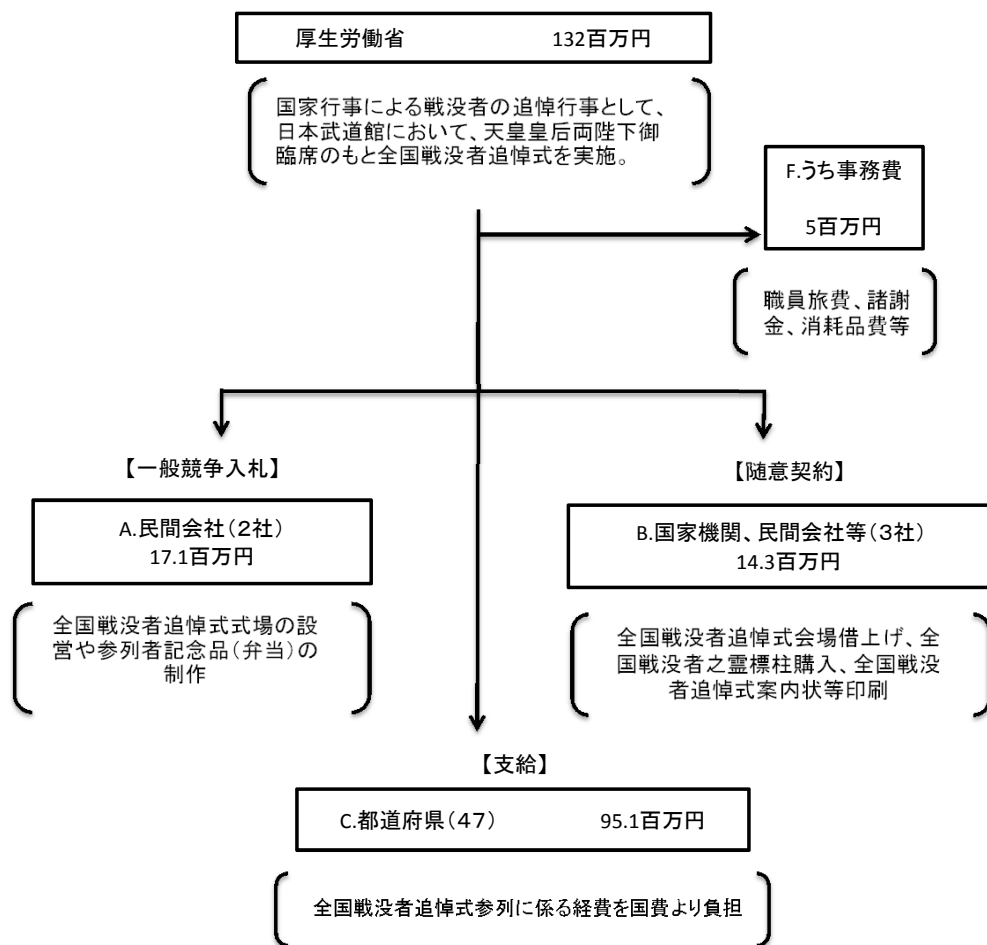 厚生労働省 132百万円
国家行事による戦没者の追悼行事として、
日本武道館において、天皇皇后両陛下御
臨席のもと全国戦没者追悼式を実施。
F.うち事務費
5百万円
職員旅費、諸謝
金、消耗品費等
【一般競争入札】
A.民間会社（２社）
17.1百万円
全国戦没者追悼式式場の設
営や参列者記念品（弁当）の
制作
【随意契約】
B.国家機関、民間会社等（３社）
14.3百万円
全国戦没者追悼式会場借上げ、全
国戦没者之霊標柱購入、全国戦没
者追悼式案内状等印刷
【支給】
C.都道府県（４７） 95.1百万円
全国戦没者追悼式参列に係る経費を国費より負担